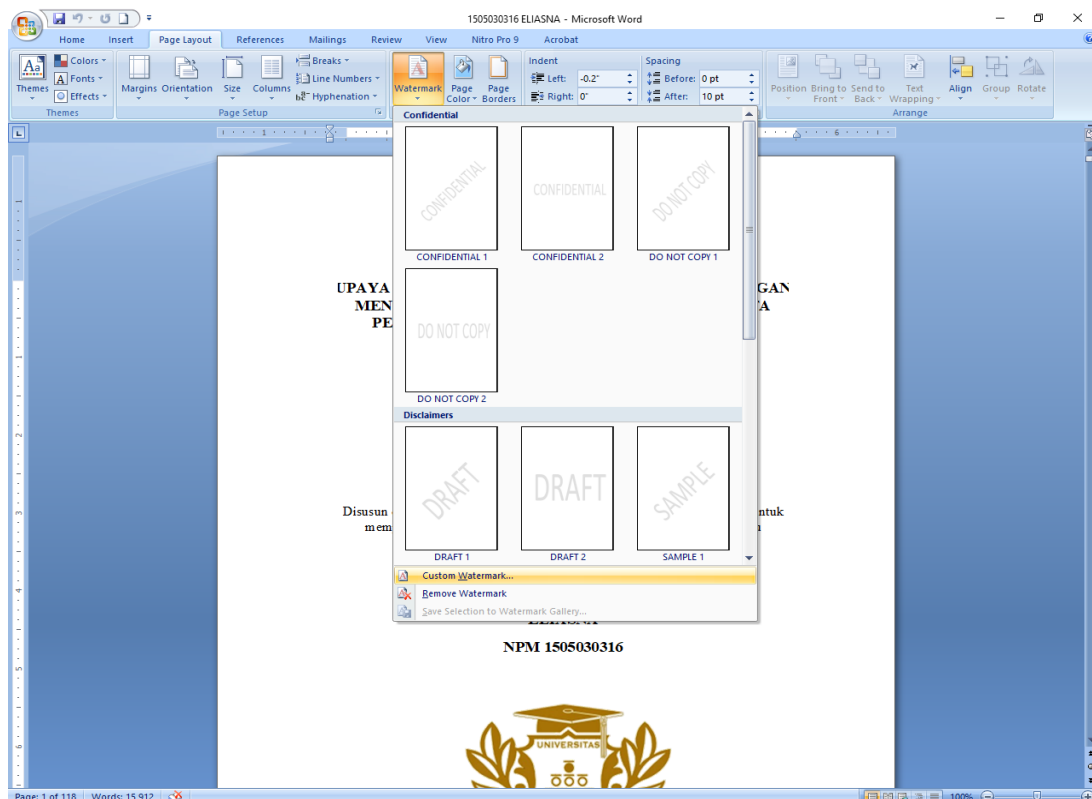 1505030316 ELIASNA - Microsoft Word
Home Insert Page Layout References Mailings Review View Nitro Pro 9 Acrobat
Themes
Colors
Fonts
Effects
Themes
Margins
Orientation
Size
Columns
Breaks
Line Numbers
Hyphenation
Page Setup
Watermark
Page Color
Page Borders
Indent
Left: -0.2"
Right: 0"
Spacing
Before: 0 pt
After: 10 pt
Position
Bring to Front
Send to Back
Text Wrapping
Align
Group
Rotate
Arrange
1
6
Confidential
CONFIDENTIAL
CONFIDENTIAL
DO NOT COPY
CONFIDENTIAL 1
CONFIDENTIAL 2
DO NOT COPY 1
DO NOT COPY
DO NOT COPY 2
Disclaimers
DRAFT
DRAFT
SAMPLE
DRAFT 1
DRAFT 2
SAMPLE 1
Custom Watermark...
Remove Watermark
Save Selection to Watermark Gallery...
UPAYA
GAN
MEN
PE
Disusun
ntuk
mem
ELIASNA
NPM 1505030316
UNIVERSITAS
Page: 1 of 118
Words: 15,912
100%